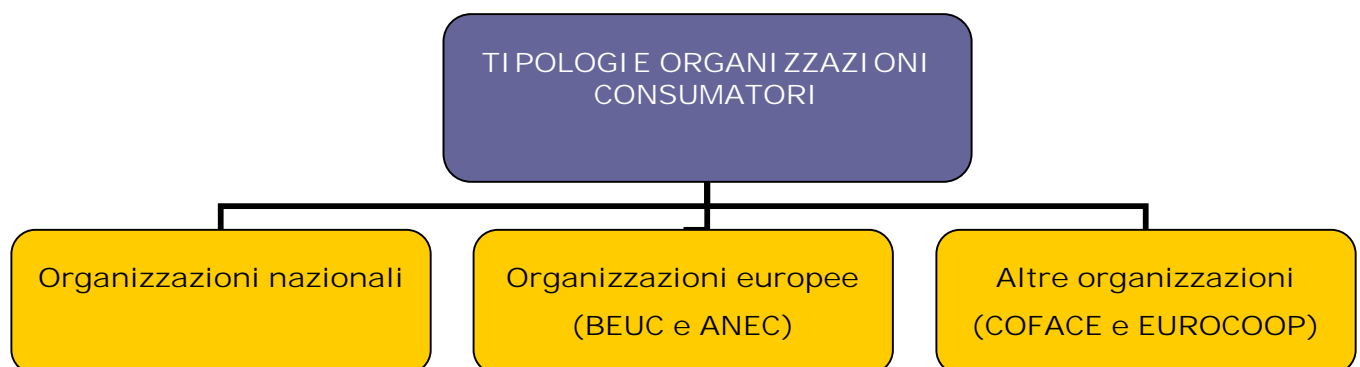 TIPOLOGIE ORGANIZZAZIONI
CONSUMATORI
Organizzazioni nazionali
Organizzazioni europee
(BEUC e ANEC)
Altre organizzazioni
(COFACE e EUROCOOP)